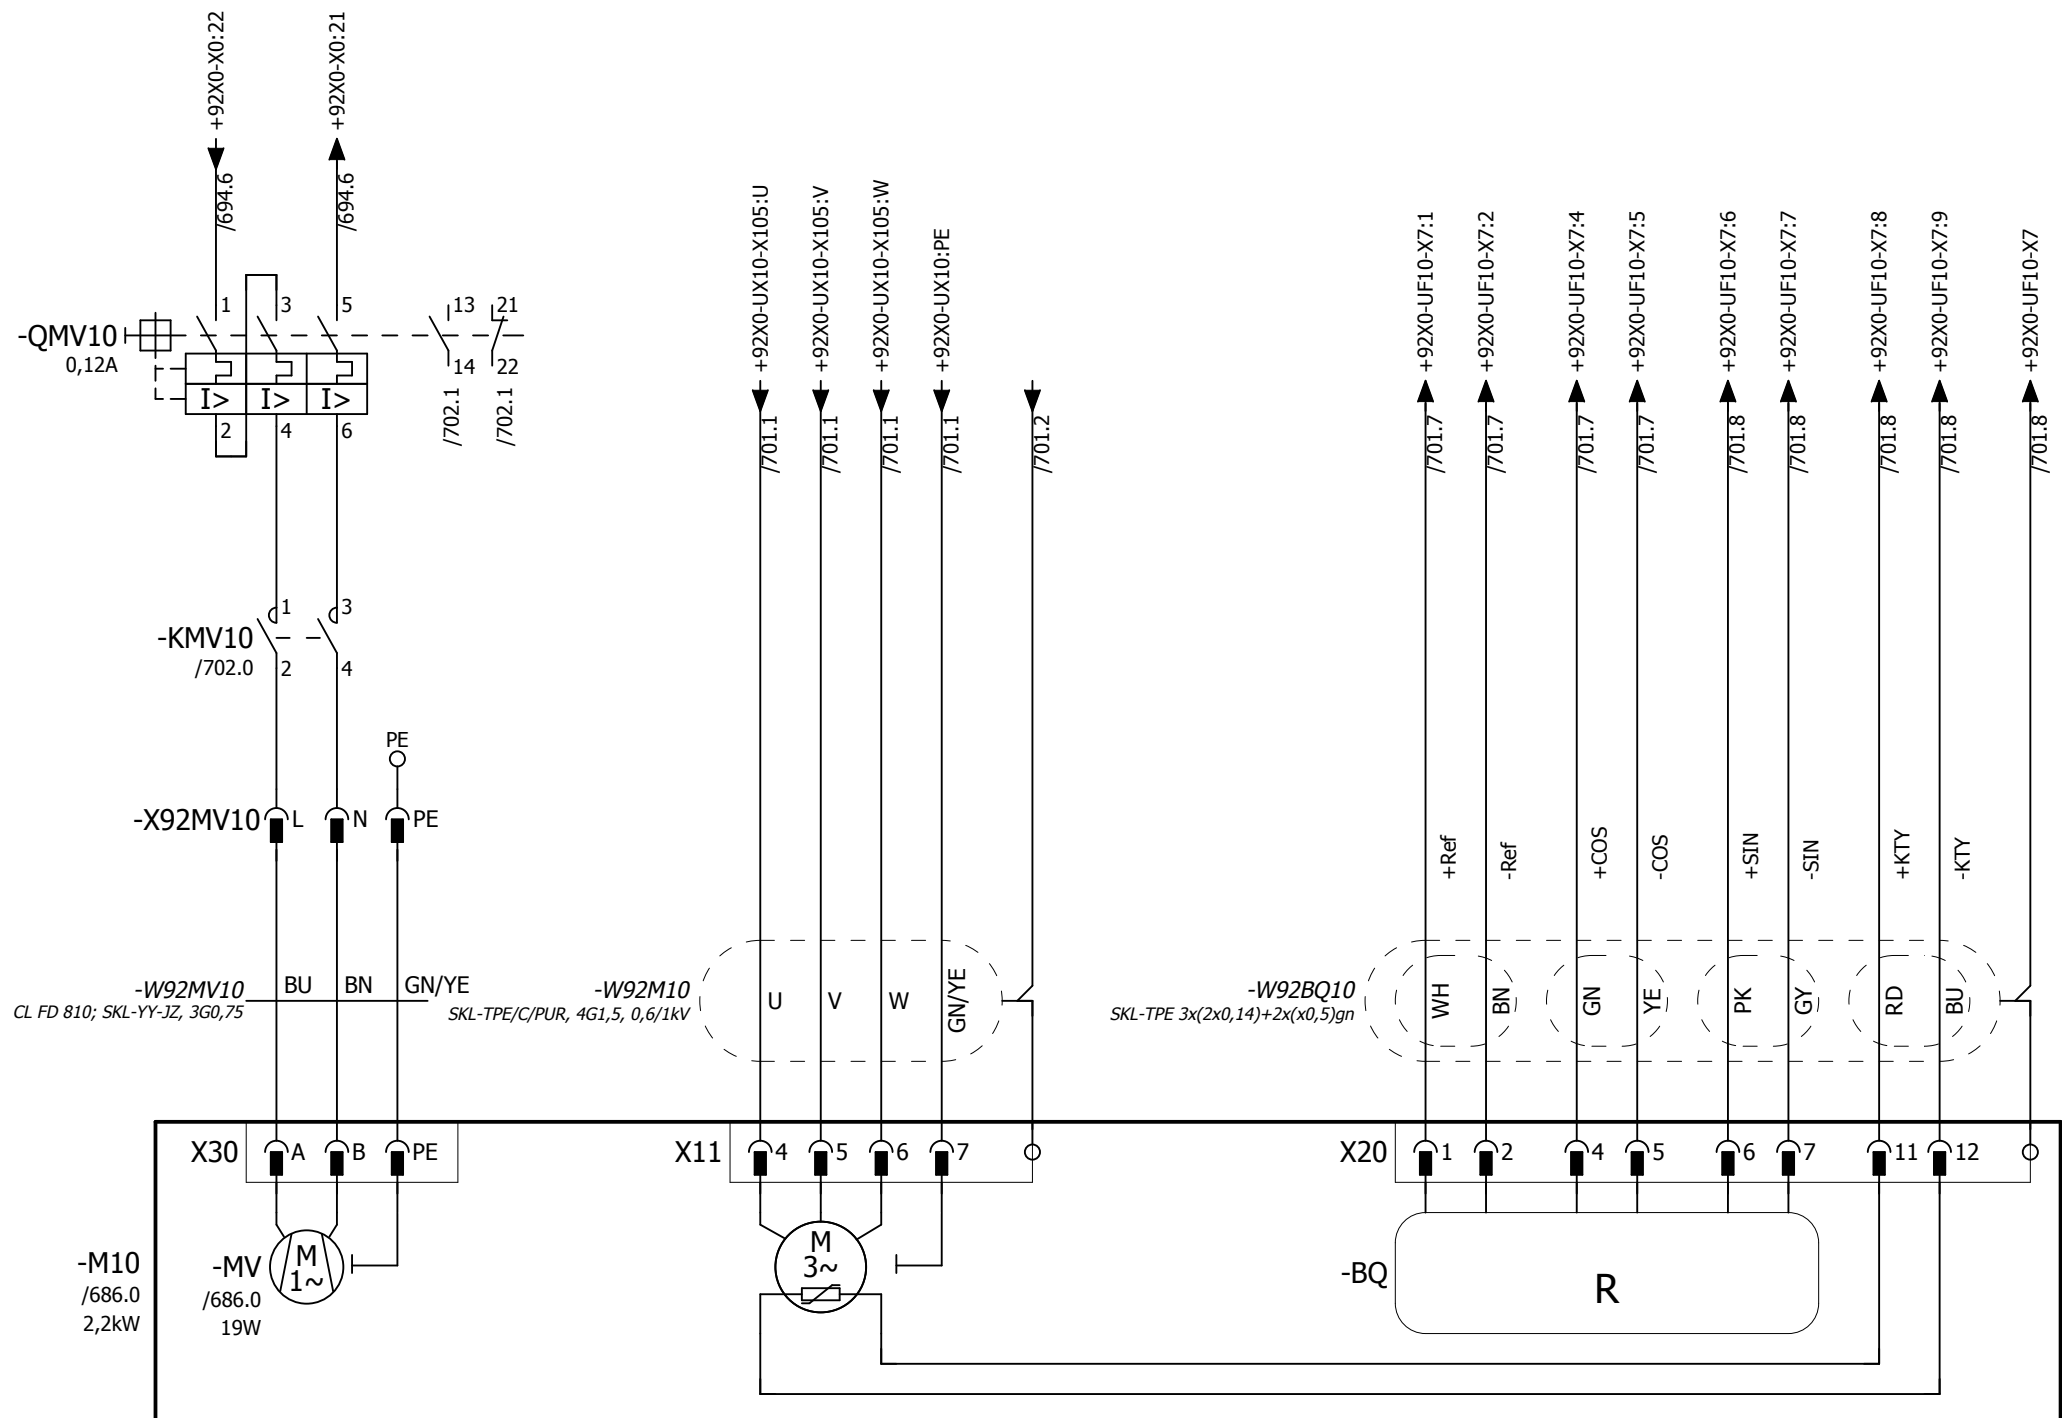 +92X0-X0:22
+92X0-X0:21
/694.6
/694.6
+92X0-UX10-X105:U
+92X0-UX10-X105:V
+92X0-UX10-X105:W
+92X0-UX10:PE
/701.1
/701.1
/701.1
/701.1
/701.2
+92X0-UF10-X7:1
+92X0-UF10-X7:2
+92X0-UF10-X7:4
+92X0-UF10-X7:5
+92X0-UF10-X7:6
+92X0-UF10-X7:7
+92X0-UF10-X7:8
+92X0-UF10-X7:9
+92X0-UF10-X7
/701.7
/701.7
/701.7
/701.7
/701.8
/701.8
/701.8
/701.8
/701.8
1 3 5 13 21
-QMV10
0,12A
14 22
I> I> I>
2 4 6
/702.1
/702.1
1 3
-KMV10
/702.0
2 4
PE
-X92MV10 L N PE
+Ref
-Ref
+COS
-COS
+SIN
-SIN
+KTY
-KTY
-W92MV10 BU BN GN/YE
CL FD 810; SKL-YY-JZ, 3G0,75
-W92M10 U V W GN/YE
SKL-TPE/C/PUR, 4G1,5, 0,6/1kV
-W92BQ10 WH BN GN YE PK GY RD BU
SKL-TPE 3x(2x0,14)+2x(x0,5)gn
X30 A B PE
X11 4 5 6 7
X20 1 2 4 5 6 7 11 12
-M10
/686.0
2,2kW
-MV
/686.0
19W
M
1~
M
3~
-BQ
R